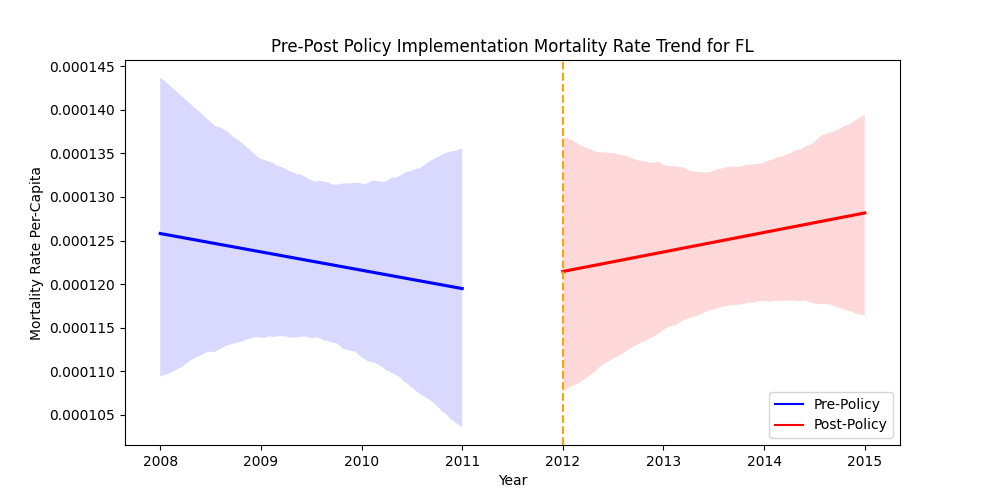 Pre-Post Policy Implementation Mortality Rate Trend for FL
Mortality Rate Per-Capita
0.000145
0.000140
0.000135
0.000130
0.000125
0.000120
0.000115
0.000110
0.000105
Pre-Policy
Post-Policy
2008 2009 2010 2011 2012 2013 2014 2015
Year